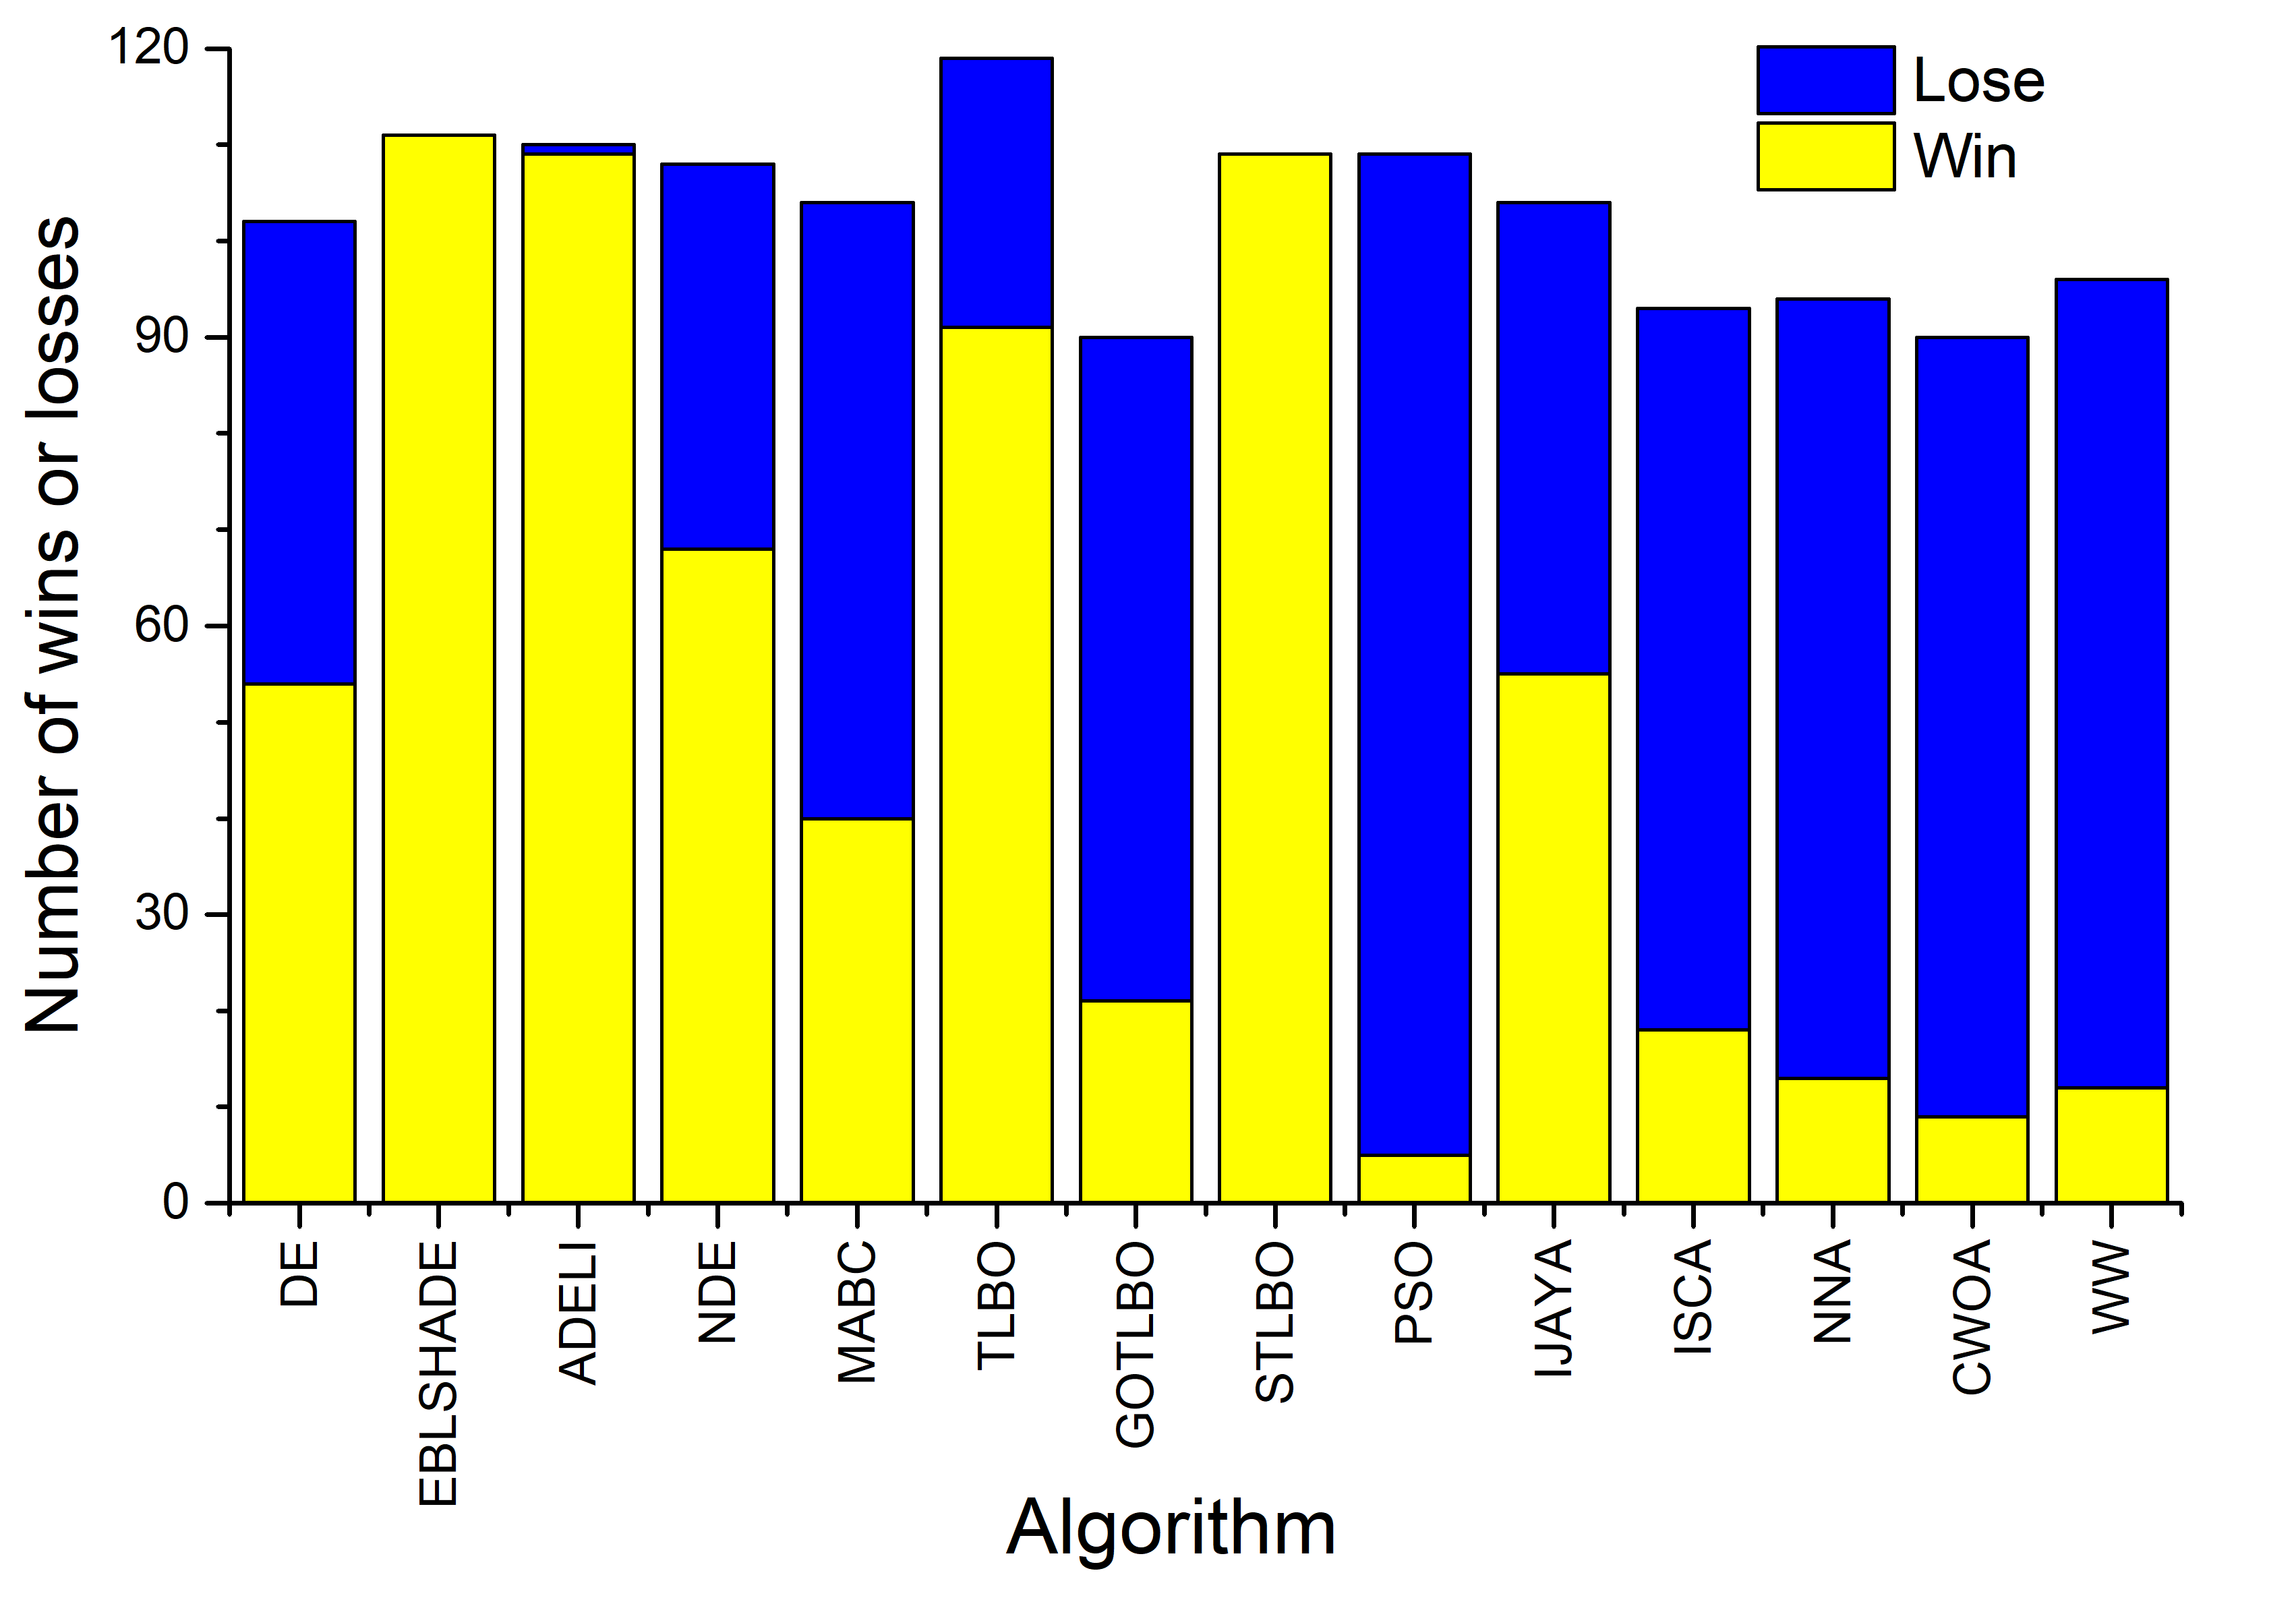 Number of wins or losses
120
90
60
30
0
Lose
Win
DE
EBLSHADE
ADELI
NDE
MABC
TLBO
GOTLBO
STLBO
PSO
IJAYA
ISCA
NNA
CWOA
WW
Algorithm